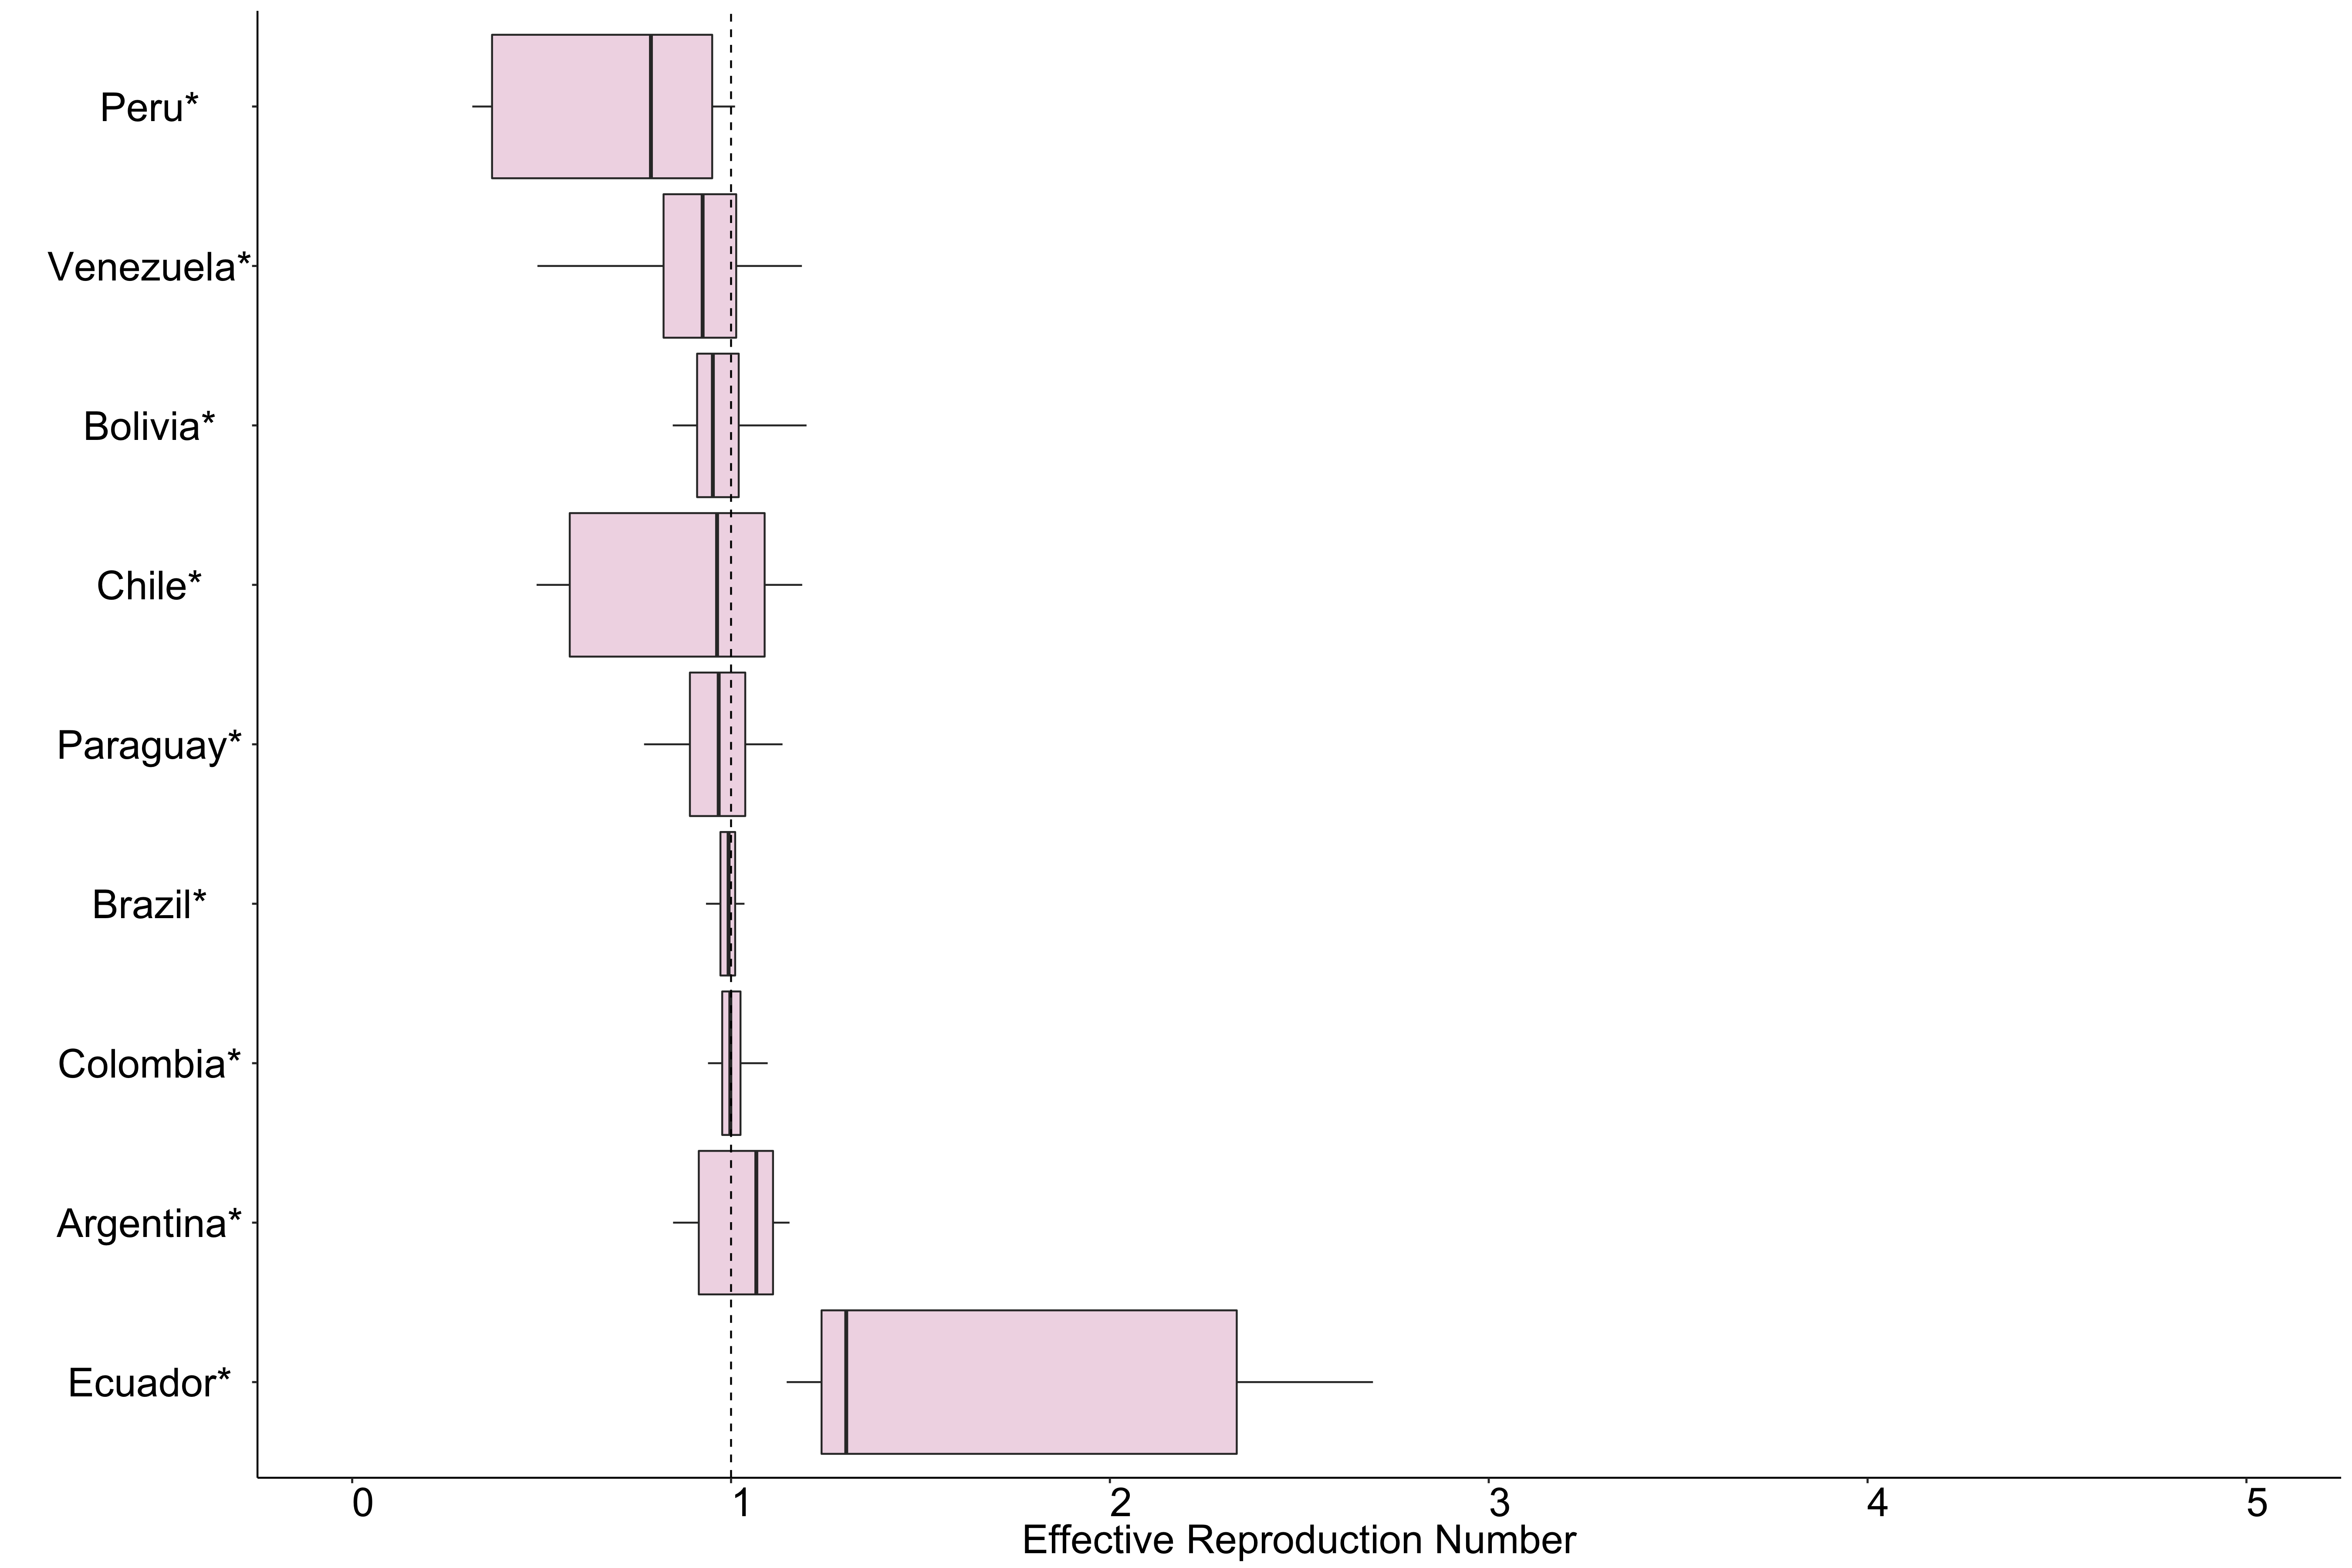 Peru*
Venezuela*
Bolivia*
Chile*
Paraguay*
Brazil*
Colombia*
Argentina*
Ecuador*
0 1 2 3 4 5
Effective Reproduction Number